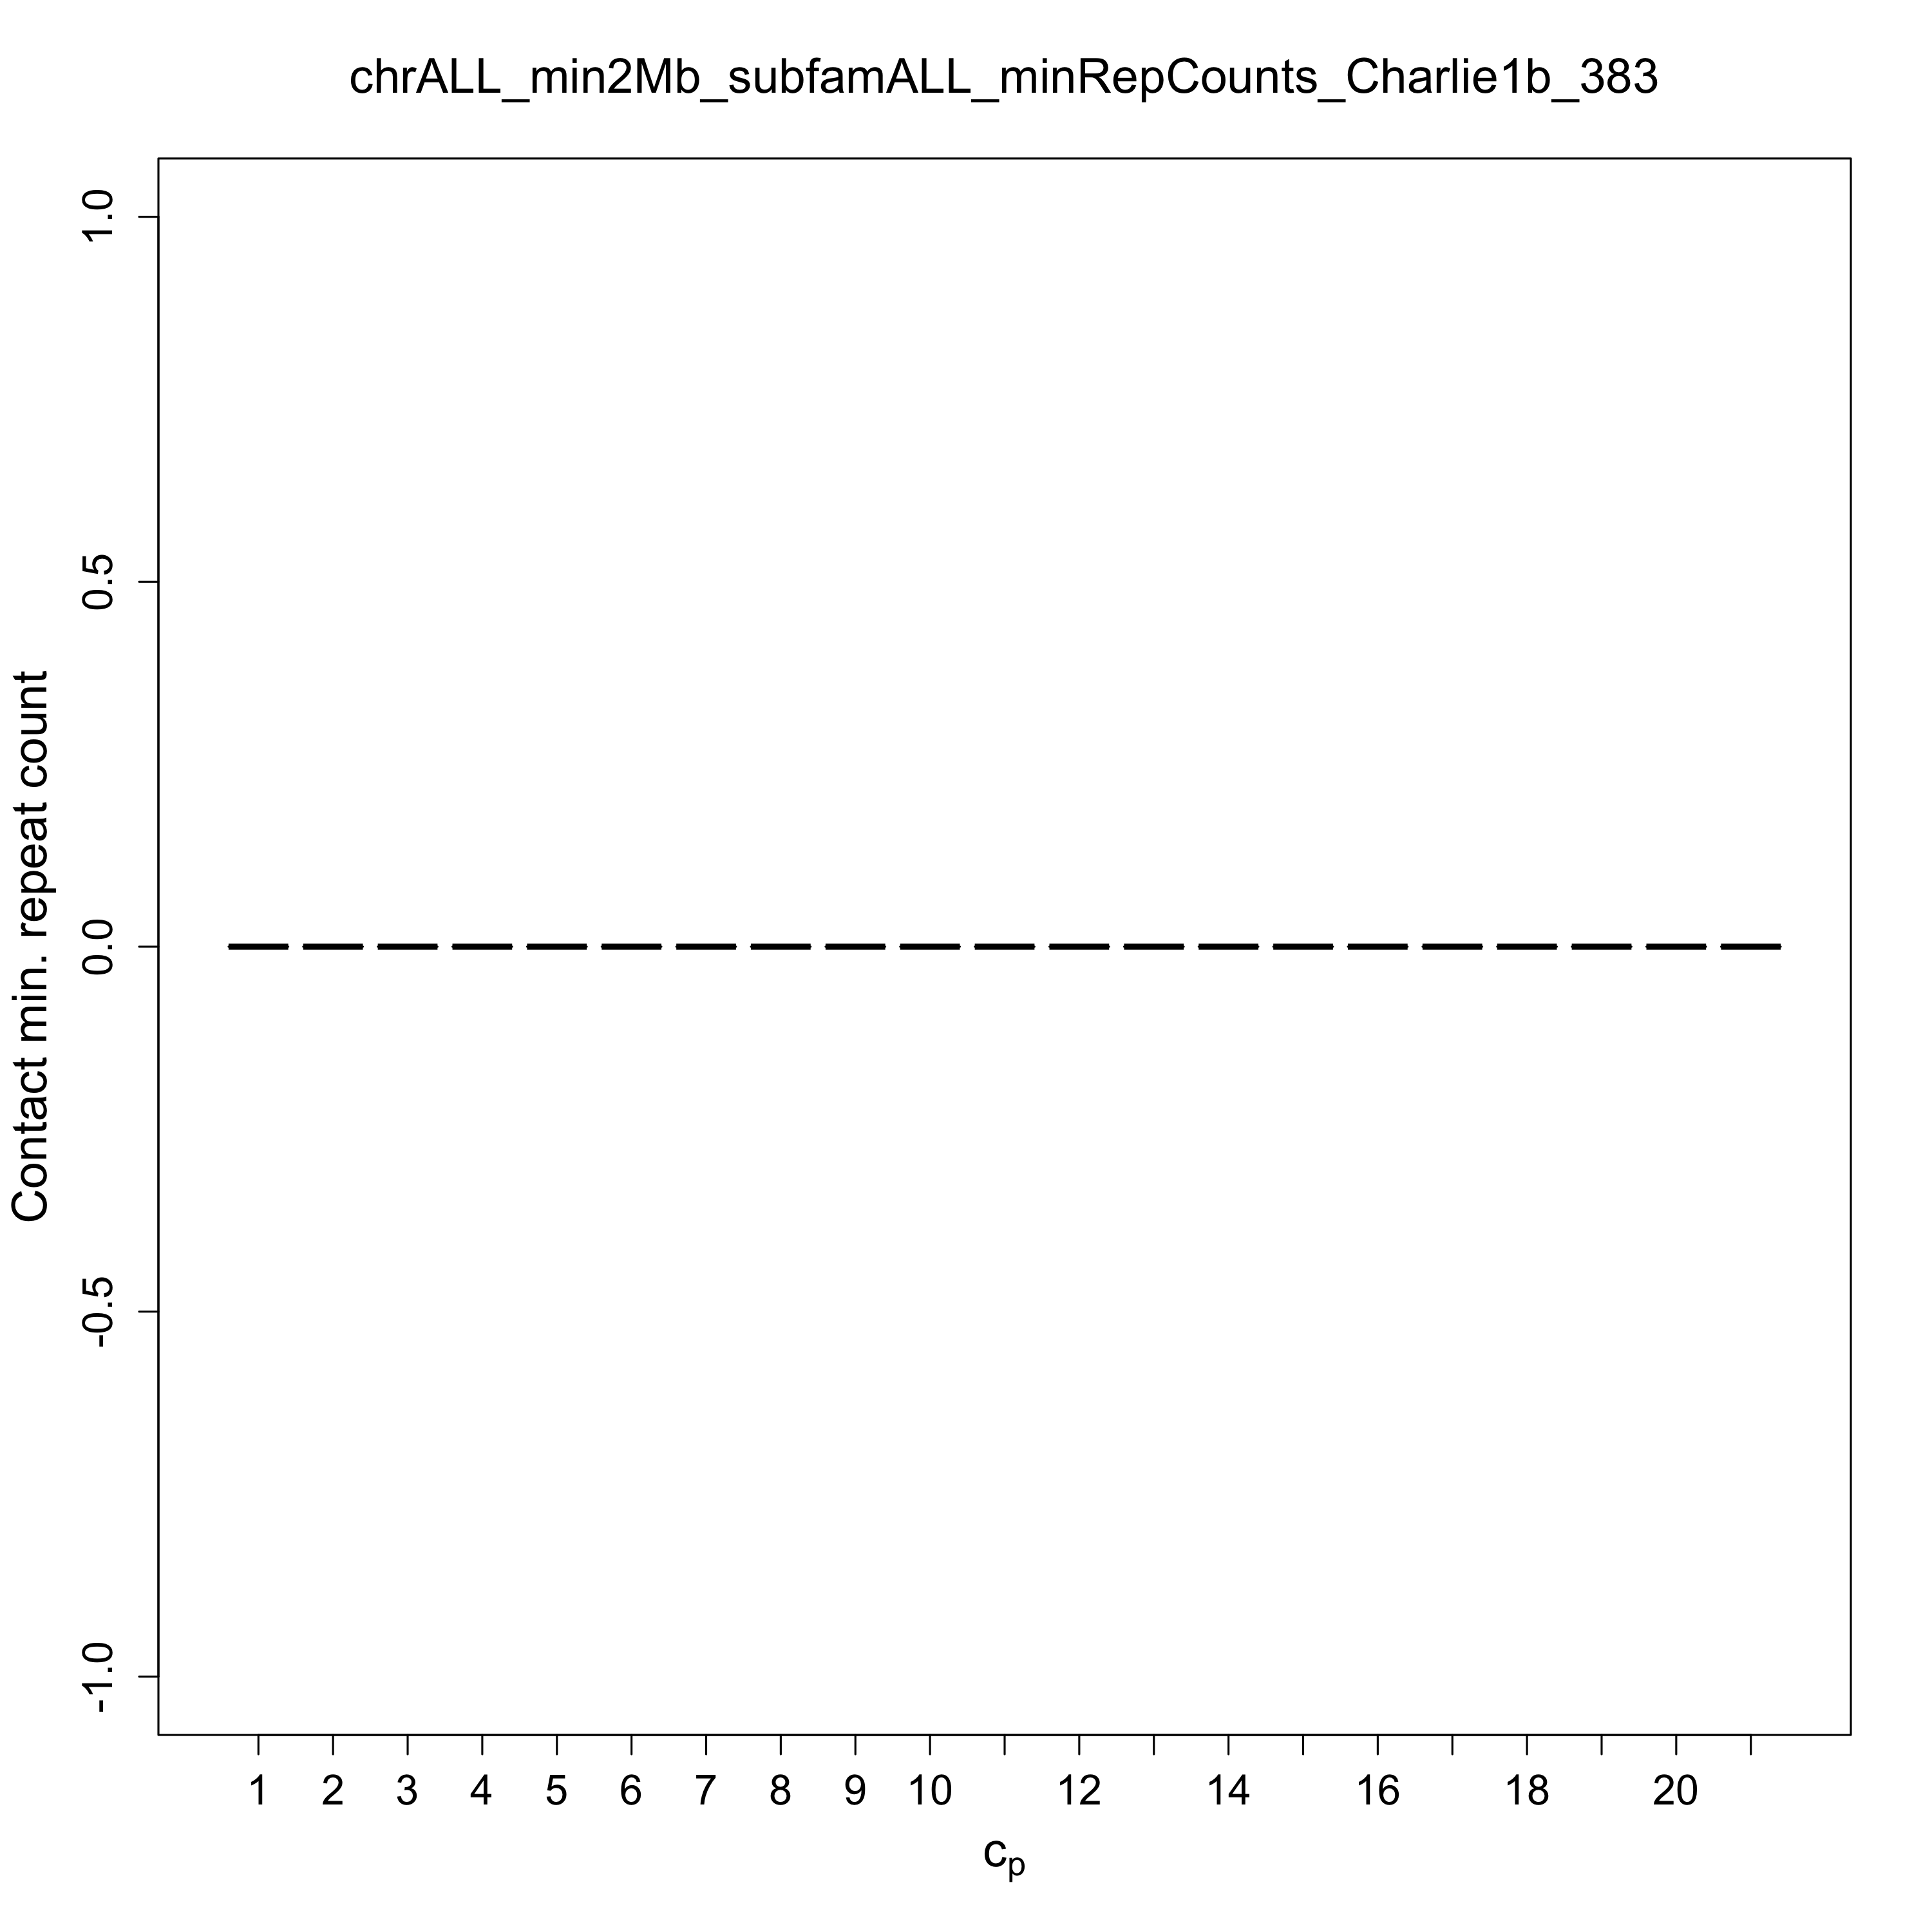 chrALL_min2Mb_subfamALL_minRepCounts_Charlie1b_383
Contact min. repeat count
1.0
0.5
0.0
-0.5
-1.0
1 2 3 4 5 6 7 8 9 10 12 14 16 18 20
cp